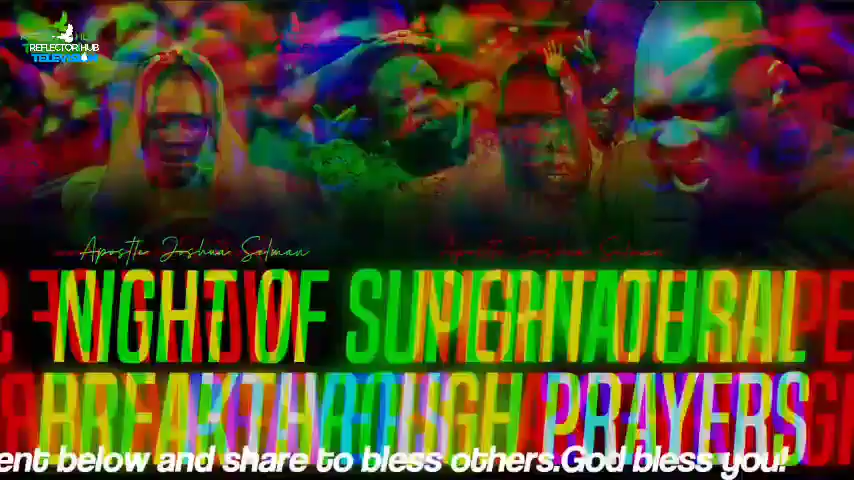 REFLECTOR HUB
TELEVISION
Apostle Joshua Selman
NIGHT OF SUPERNATURAL
BREAKTHROUGH PRAYERS
ent below and share to bless others.God bless you!